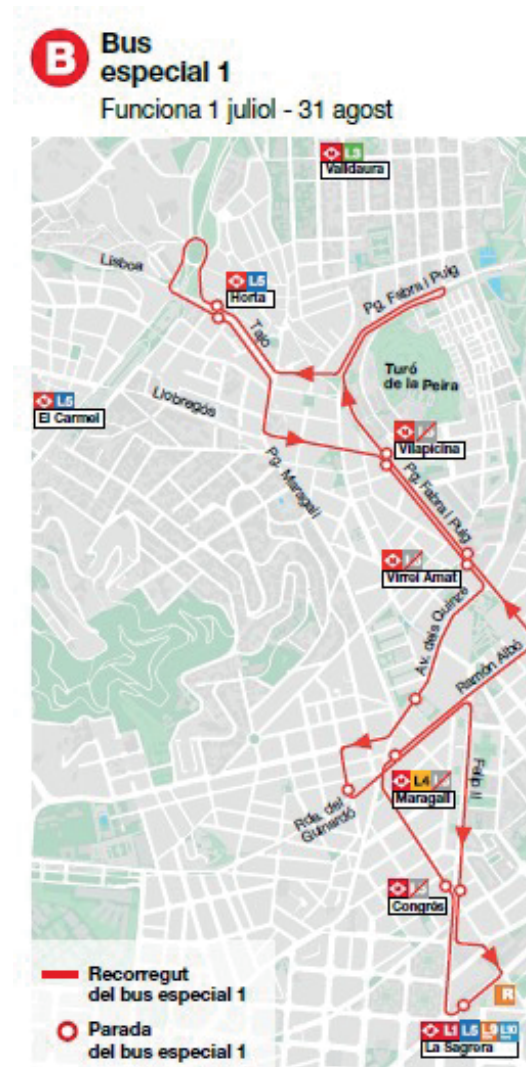 B
Bus
especial 1
Funciona 1 juliol - 31 agost
L3
Valldaura
Lisboa
L5
Horta
Tajo
Pg. Fabra i Puig
Turó
de la Peira
L5
El Carmel
Llobregós
Vilapicina
Pg. Maragall
Pg. Fabra i Puig
Virrei Amat
Av. dels Quinze
Ramón Albó
L4
Maragall
Rda. del
Guinardó
Felip II
Congrés
R
L1 L5 L9 L10
La Sagrera
Recorregut
del bus especial 1
Parada
del bus especial 1